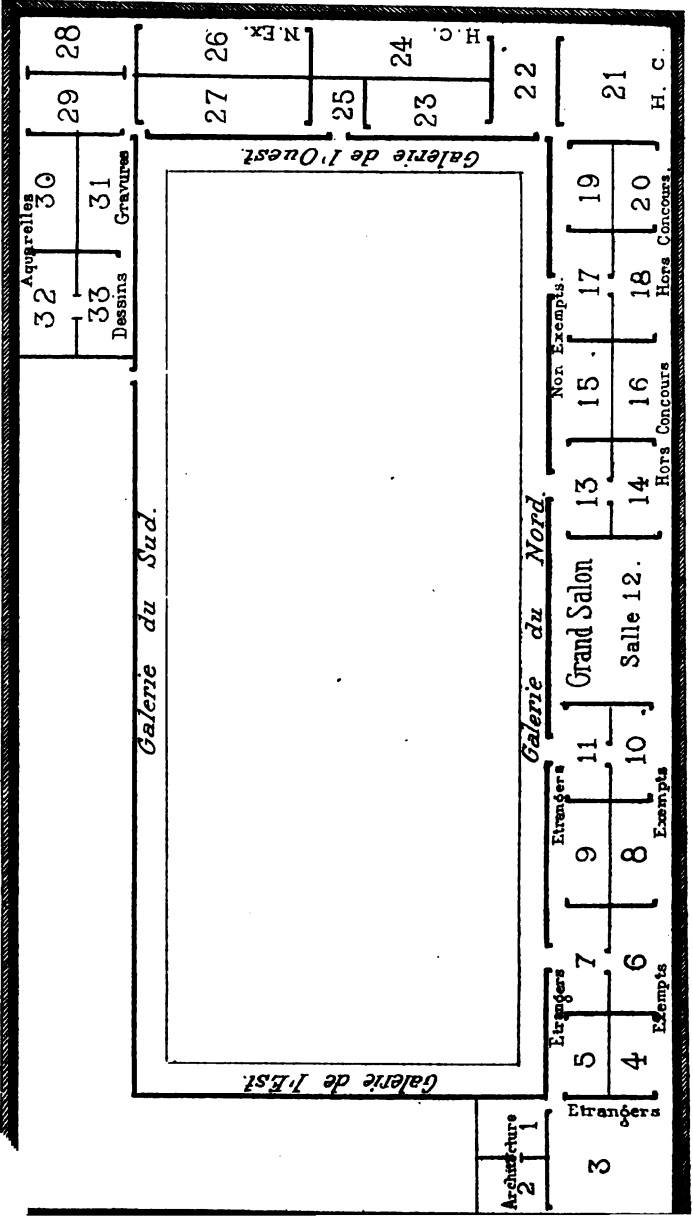 28
29
26
N.Ex.
27
24
H.C.
25
23
22
21
H. C.
Aquarelles
30
31
Gravures
32
33
Dessins
Galerie de l'Ouest.
19
20
17
18
Hors Concours.
Non Exempts.
15
16
13
14
Hors Concours
Galerie du Sud.
Galerie du Nord.
Grand Salon
Salle 12.
11
10
Etrangers
9
8
Exempts
7
6
Etrangers
5
4
Exempts
Galerie de l'Est.
Etrangers
3
Architecture
1
2